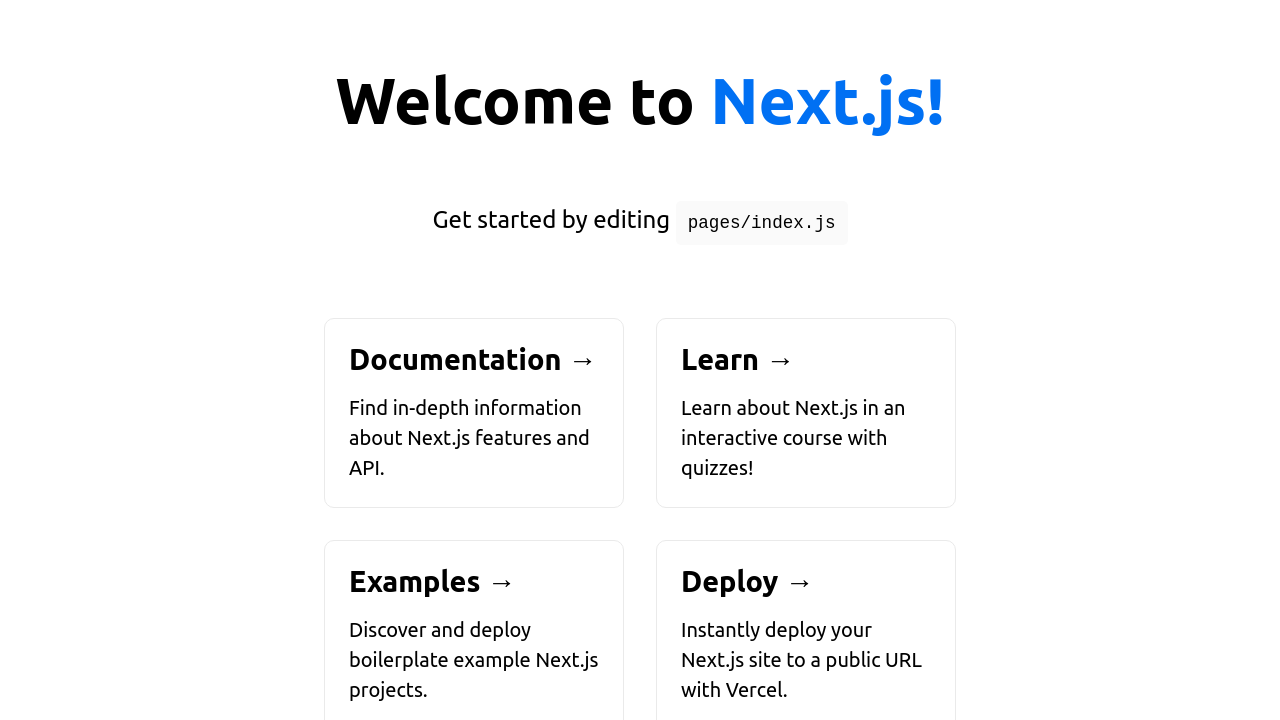 Welcome to Next.js!
Get started by editing pages/index.js
Documentation →
Find in-depth information
about Next.js features and
API.
Learn →
Learn about Next.js in an
interactive course with
quizzes!
Examples →
Discover and deploy
boilerplate example Next.js
projects.
Deploy →
Instantly deploy your
Next.js site to a public URL
with Vercel.